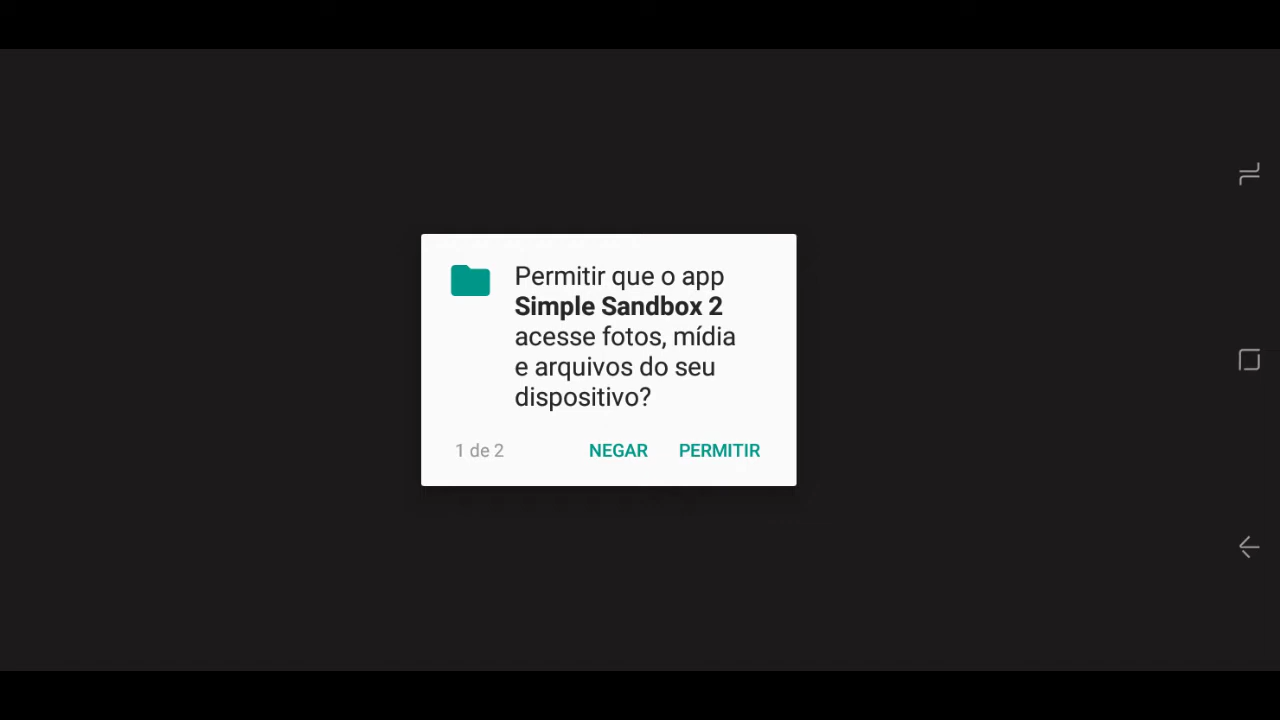 Permitir que o app
Simple Sandbox 2
acesse fotos, mídia
e arquivos do seu
dispositivo?
1 de 2 NEGAR PERMITIR